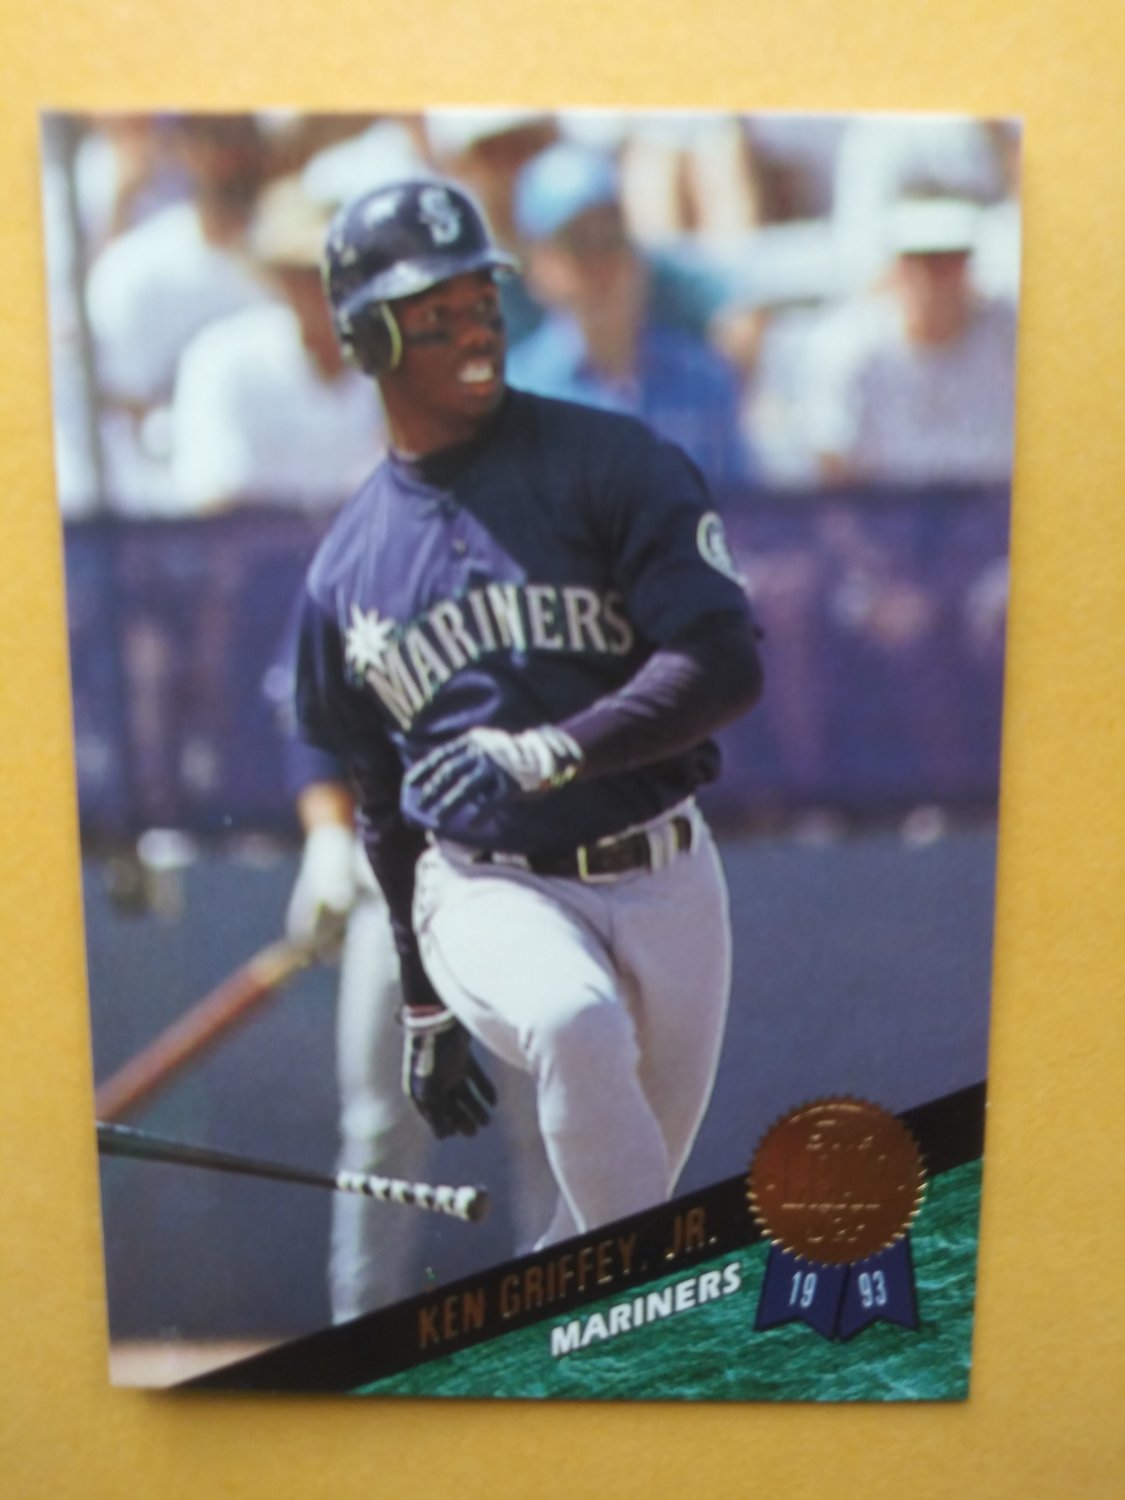 S
MARINERS
KEN GRIFFEY, JR.
MARINERS
19 93